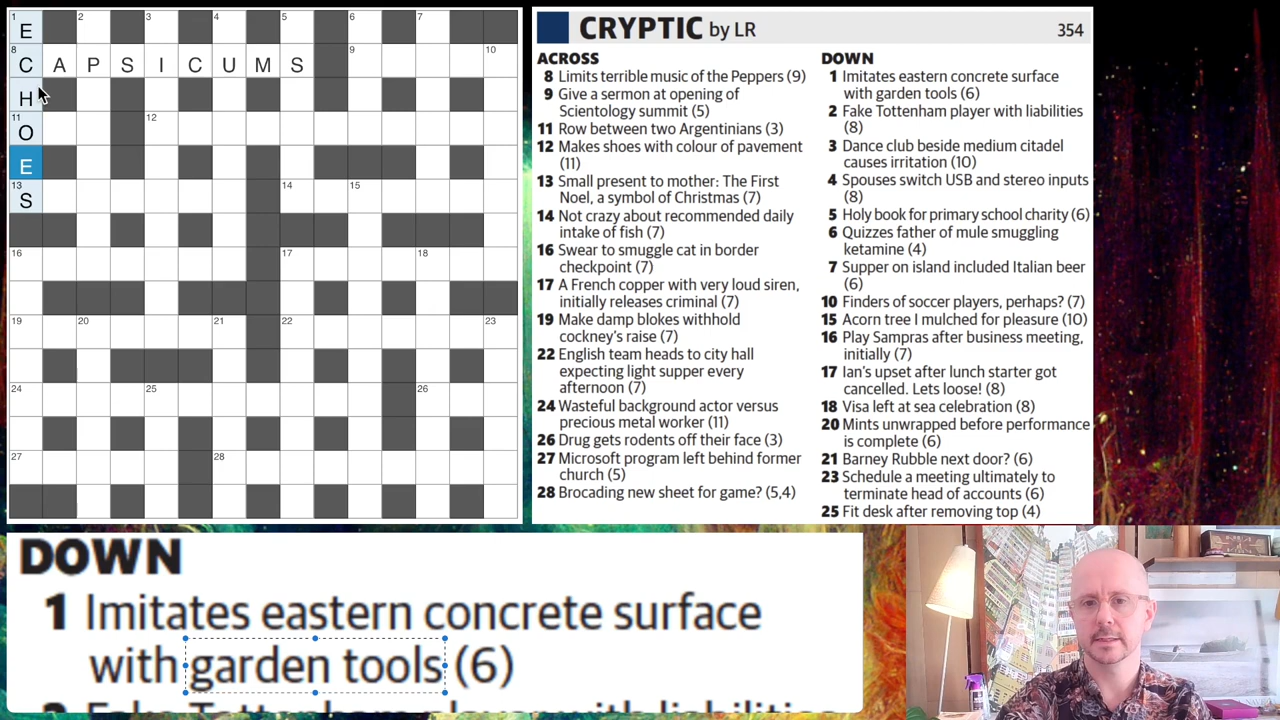 1 2 3 4 5 6 7
E
8 9 10
C A P S I C U M S
H
11 12
O
E
13 14 15
S
16 17 18
19 20 21 22 23
24 25 26
27 28
CRYPTIC by LR 354
ACROSS
8 Limits terrible music of the Peppers (9)
9 Give a sermon at opening of
Scientology summit (5)
11 Row between two Argentinians (3)
12 Makes shoes with colour of pavement
(11)
13 Small present to mother: The First
Noel, a symbol of Christmas (7)
14 Not crazy about recommended daily
intake of fish (7)
16 Swear to smuggle cat in border
checkpoint (7)
17 A French copper with very loud siren,
initially releases criminal (7)
19 Make damp blokes withhold
cockney's raise (7)
22 English team heads to city hall
expecting light supper every
afternoon (7)
24 Wasteful background actor versus
precious metal worker (11)
26 Drug gets rodents off their face (3)
27 Microsoft program left behind former
church (5)
28 Brocading new sheet for game? (5,4)
DOWN
1 Imitates eastern concrete surface
with garden tools (6)
2 Fake Tottenham player with liabilities
(8)
3 Dance club beside medium citadel
causes irritation (10)
4 Spouses switch USB and stereo inputs
(8)
5 Holy book for primary school charity (6)
6 Quizzes father of mule smuggling
ketamine (4)
7 Supper on island included Italian beer
(6)
10 Finders of soccer players, perhaps? (7)
15 Acorn tree I mulched for pleasure (10)
16 Play Sampras after business meeting,
initially (7)
17 Ian's upset after lunch starter got
cancelled. Lets loose! (8)
18 Visa left at sea celebration (8)
20 Mints unwrapped before performance
is complete (6)
21 Barney Rubble next door? (6)
23 Schedule a meeting ultimately to
terminate head of accounts (6)
25 Fit desk after removing top (4)
DOWN
1 Imitates eastern concrete surface
with garden tools (6)
2 Fake Tottenham player with liabilities